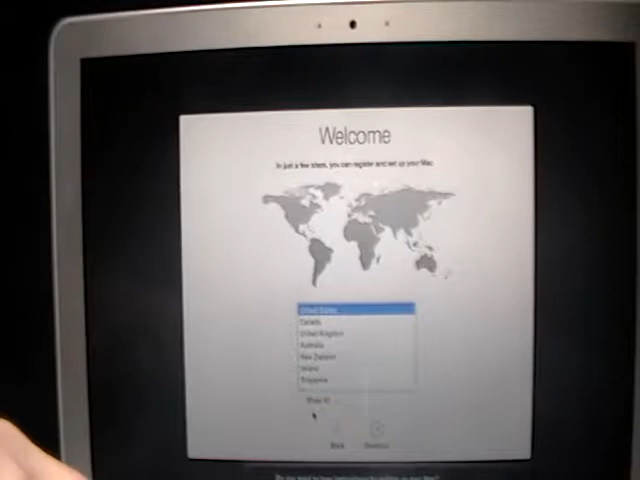 Welcome
In just a few steps, you can register and set up your Mac.
United States
Canada
United Kingdom
Australia
New Zealand
Ireland
Singapore
Show All
Back
Continue